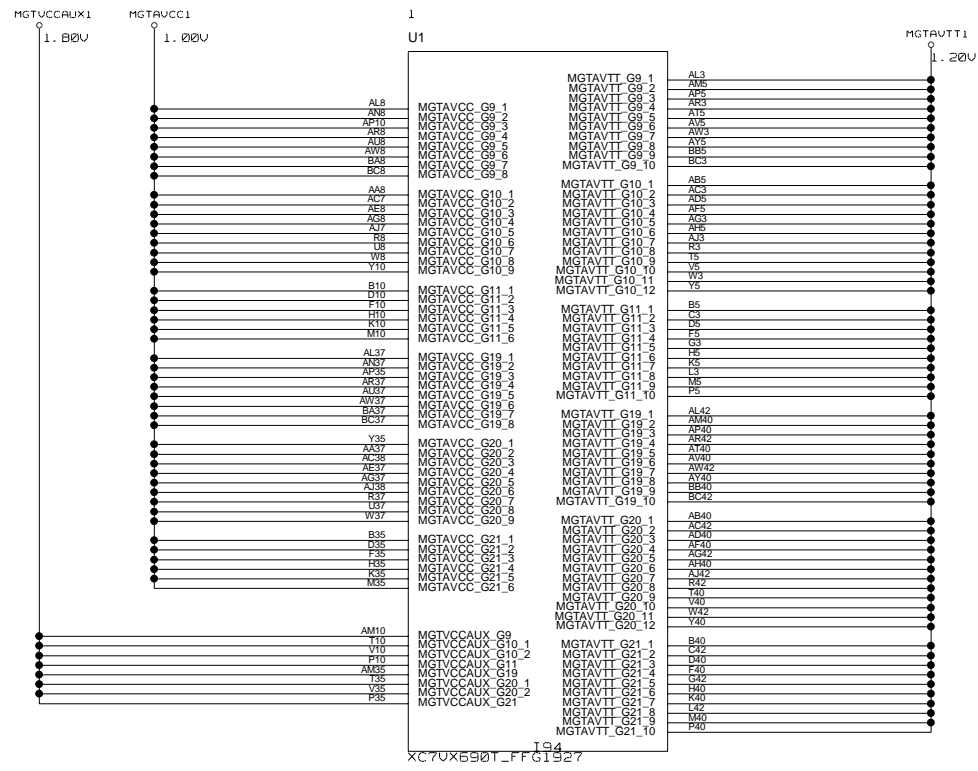 MGTVCCAUX1
1.80V
MGTAVCC1
1.00V
1
U1
MGTAVTT1
1.20V
AL8 MGTAVCC_G9_1
AN8 MGTAVCC_G9_2
AP10 MGTAVCC_G9_3
AR8 MGTAVCC_G9_4
AU8 MGTAVCC_G9_5
AW8 MGTAVCC_G9_6
BA8 MGTAVCC_G9_7
BC8 MGTAVCC_G9_8
AA8 MGTAVCC_G10_1
AC7 MGTAVCC_G10_2
AE8 MGTAVCC_G10_3
AG8 MGTAVCC_G10_4
AJ7 MGTAVCC_G10_5
R8 MGTAVCC_G10_6
U8 MGTAVCC_G10_7
W8 MGTAVCC_G10_8
Y10 MGTAVCC_G10_9
B10 MGTAVCC_G11_1
D10 MGTAVCC_G11_2
F10 MGTAVCC_G11_3
H10 MGTAVCC_G11_4
K10 MGTAVCC_G11_5
M10 MGTAVCC_G11_6
AL37 MGTAVCC_G19_1
AN37 MGTAVCC_G19_2
AP35 MGTAVCC_G19_3
AR37 MGTAVCC_G19_4
AU37 MGTAVCC_G19_5
AW37 MGTAVCC_G19_6
BA37 MGTAVCC_G19_7
BC37 MGTAVCC_G19_8
Y35 MGTAVCC_G20_1
AA37 MGTAVCC_G20_2
AC38 MGTAVCC_G20_3
AE37 MGTAVCC_G20_4
AG37 MGTAVCC_G20_5
AJ38 MGTAVCC_G20_6
R37 MGTAVCC_G20_7
U37 MGTAVCC_G20_8
W37 MGTAVCC_G20_9
B35 MGTAVCC_G21_1
D35 MGTAVCC_G21_2
F35 MGTAVCC_G21_3
H35 MGTAVCC_G21_4
K35 MGTAVCC_G21_5
M35 MGTAVCC_G21_6
AM10 MGTVCCAUX_G9
T10 MGTVCCAUX_G10_1
V10 MGTVCCAUX_G10_2
P10 MGTVCCAUX_G11
AM35 MGTVCCAUX_G19
T35 MGTVCCAUX_G20_1
V35 MGTVCCAUX_G20_2
P35 MGTVCCAUX_G21
MGTAVTT_G9_1 AL3
MGTAVTT_G9_2 AM5
MGTAVTT_G9_3 AP5
MGTAVTT_G9_4 AR3
MGTAVTT_G9_5 AT5
MGTAVTT_G9_6 AV5
MGTAVTT_G9_7 AW3
MGTAVTT_G9_8 AY5
MGTAVTT_G9_9 BB5
MGTAVTT_G9_10 BC3
MGTAVTT_G10_1 AB5
MGTAVTT_G10_2 AC3
MGTAVTT_G10_3 AD5
MGTAVTT_G10_4 AF5
MGTAVTT_G10_5 AG3
MGTAVTT_G10_6 AH5
MGTAVTT_G10_7 AJ3
MGTAVTT_G10_8 R3
MGTAVTT_G10_9 T5
MGTAVTT_G10_10 V5
MGTAVTT_G10_11 W3
MGTAVTT_G10_12 Y5
MGTAVTT_G11_1 B5
MGTAVTT_G11_2 C3
MGTAVTT_G11_3 D5
MGTAVTT_G11_4 F5
MGTAVTT_G11_5 G3
MGTAVTT_G11_6 H5
MGTAVTT_G11_7 K5
MGTAVTT_G11_8 L3
MGTAVTT_G11_9 M5
MGTAVTT_G11_10 P5
MGTAVTT_G19_1 AL42
MGTAVTT_G19_2 AM40
MGTAVTT_G19_3 AP40
MGTAVTT_G19_4 AR42
MGTAVTT_G19_5 AT40
MGTAVTT_G19_6 AV40
MGTAVTT_G19_7 AW42
MGTAVTT_G19_8 AY40
MGTAVTT_G19_9 BB40
MGTAVTT_G19_10 BC42
MGTAVTT_G20_1 AB40
MGTAVTT_G20_2 AC42
MGTAVTT_G20_3 AD40
MGTAVTT_G20_4 AF40
MGTAVTT_G20_5 AG42
MGTAVTT_G20_6 AH40
MGTAVTT_G20_7 AJ42
MGTAVTT_G20_8 R42
MGTAVTT_G20_9 T40
MGTAVTT_G20_10 V40
MGTAVTT_G20_11 W42
MGTAVTT_G20_12 Y40
MGTAVTT_G21_1 B40
MGTAVTT_G21_2 C42
MGTAVTT_G21_3 D40
MGTAVTT_G21_4 F40
MGTAVTT_G21_5 G42
MGTAVTT_G21_6 H40
MGTAVTT_G21_7 K40
MGTAVTT_G21_8 L42
MGTAVTT_G21_9 M40
MGTAVTT_G21_10 P40
I94
XC7VX690T_FFG1927